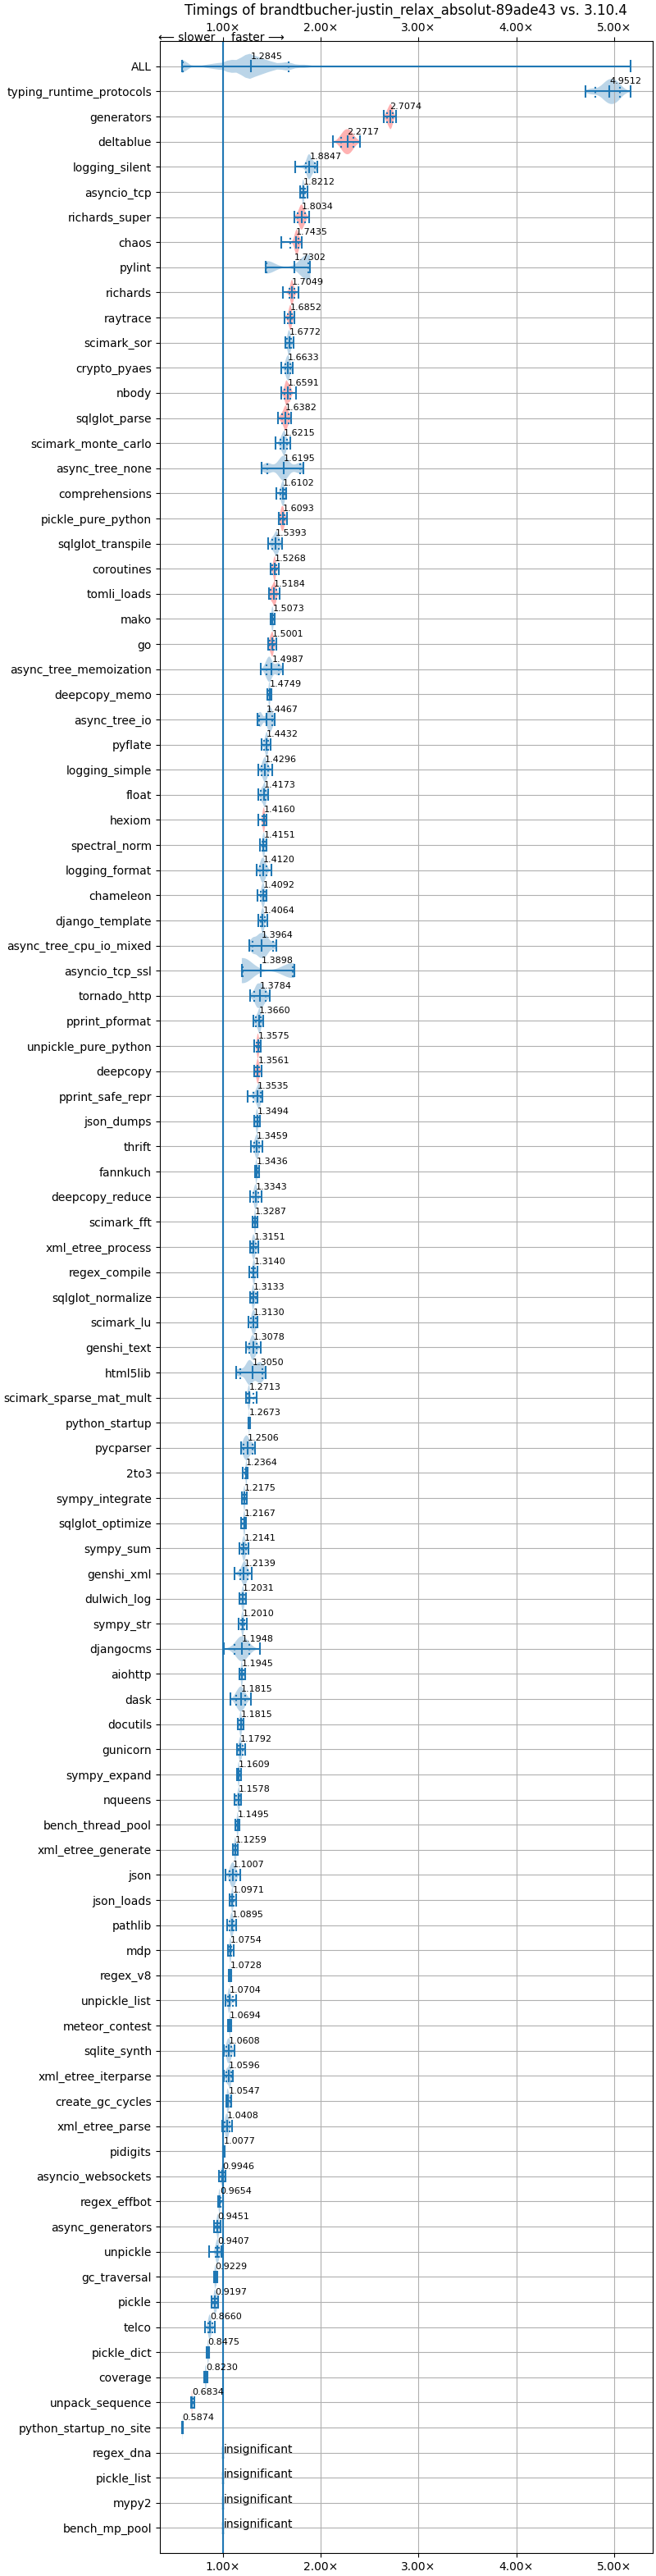 Timings of brandtbucher-justin_relax_absolut-89ade43 vs. 3.10.4
1.00× 2.00× 3.00× 4.00× 5.00×
⟵ slower faster ⟶
ALL 1.2845
typing_runtime_protocols 4.9512
generators 2.7074
deltablue 2.2717
logging_silent 1.8847
asyncio_tcp 1.8212
richards_super 1.8034
chaos 1.7435
pylint 1.7302
richards 1.7049
raytrace 1.6852
scimark_sor 1.6772
crypto_pyaes 1.6633
nbody 1.6591
sqlglot_parse 1.6382
scimark_monte_carlo 1.6215
async_tree_none 1.6195
comprehensions 1.6102
pickle_pure_python 1.6093
sqlglot_transpile 1.5393
coroutines 1.5268
tomli_loads 1.5184
mako 1.5073
go 1.5001
async_tree_memoization 1.4987
deepcopy_memo 1.4749
async_tree_io 1.4467
pyflate 1.4432
logging_simple 1.4296
float 1.4173
hexiom 1.4160
spectral_norm 1.4151
logging_format 1.4120
chameleon 1.4092
django_template 1.4064
async_tree_cpu_io_mixed 1.3964
asyncio_tcp_ssl 1.3898
tornado_http 1.3784
pprint_pformat 1.3660
unpickle_pure_python 1.3575
deepcopy 1.3561
pprint_safe_repr 1.3535
json_dumps 1.3494
thrift 1.3459
fannkuch 1.3436
deepcopy_reduce 1.3343
scimark_fft 1.3287
xml_etree_process 1.3151
regex_compile 1.3140
sqlglot_normalize 1.3133
scimark_lu 1.3130
genshi_text 1.3078
html5lib 1.3050
scimark_sparse_mat_mult 1.2713
python_startup 1.2673
pycparser 1.2506
2to3 1.2364
sympy_integrate 1.2175
sqlglot_optimize 1.2167
sympy_sum 1.2141
genshi_xml 1.2139
dulwich_log 1.2031
sympy_str 1.2010
djangocms 1.1948
aiohttp 1.1945
dask 1.1815
docutils 1.1815
gunicorn 1.1792
sympy_expand 1.1609
nqueens 1.1578
bench_thread_pool 1.1495
xml_etree_generate 1.1259
json 1.1007
json_loads 1.0971
pathlib 1.0895
mdp 1.0754
regex_v8 1.0728
unpickle_list 1.0704
meteor_contest 1.0694
sqlite_synth 1.0608
xml_etree_iterparse 1.0596
create_gc_cycles 1.0547
xml_etree_parse 1.0408
pidigits 1.0077
asyncio_websockets 0.9946
regex_effbot 0.9654
async_generators 0.9451
unpickle 0.9407
gc_traversal 0.9229
pickle 0.9197
telco 0.8660
pickle_dict 0.8475
coverage 0.8230
unpack_sequence 0.6834
python_startup_no_site 0.5874
regex_dna insignificant
pickle_list insignificant
mypy2 insignificant
bench_mp_pool insignificant
1.00× 2.00× 3.00× 4.00× 5.00×